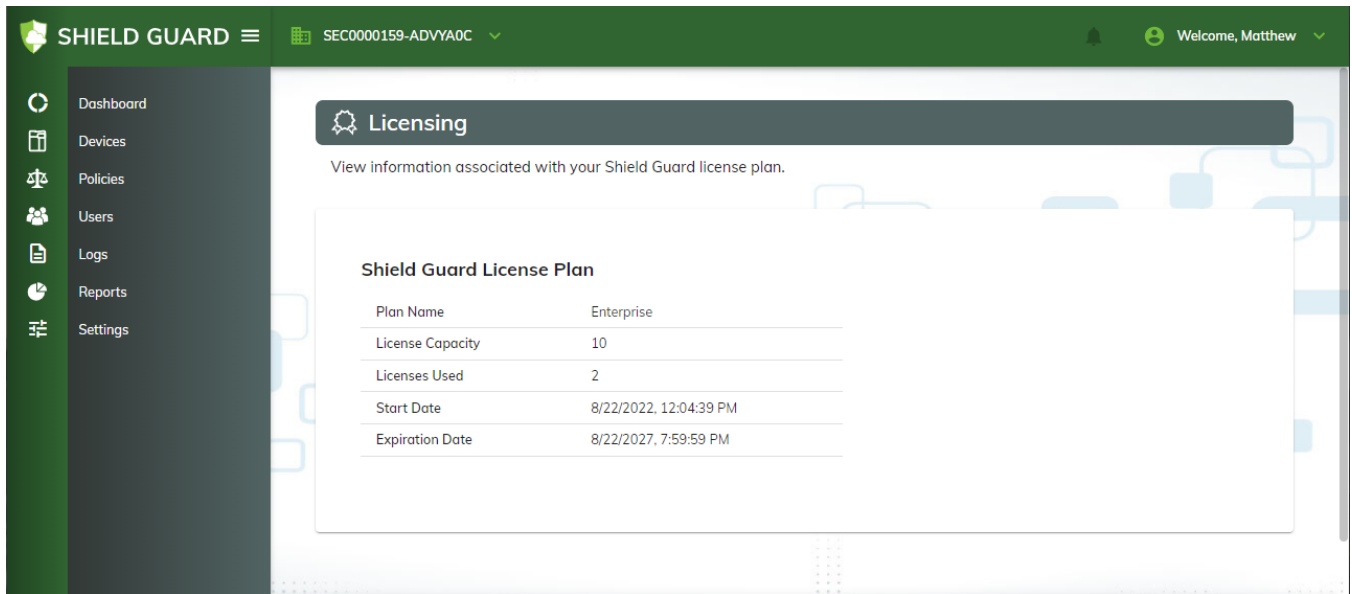 SHIELD GUARD
SEC0000159-ADVYA0C
Welcome, Matthew
Dashboard
Devices
Policies
Users
Logs
Reports
Settings
Licensing
View information associated with your Shield Guard license plan.
Shield Guard License Plan
Plan Name Enterprise
License Capacity 10
Licenses Used 2
Start Date 8/22/2022, 12:04:39 PM
Expiration Date 8/22/2027, 7:59:59 PM